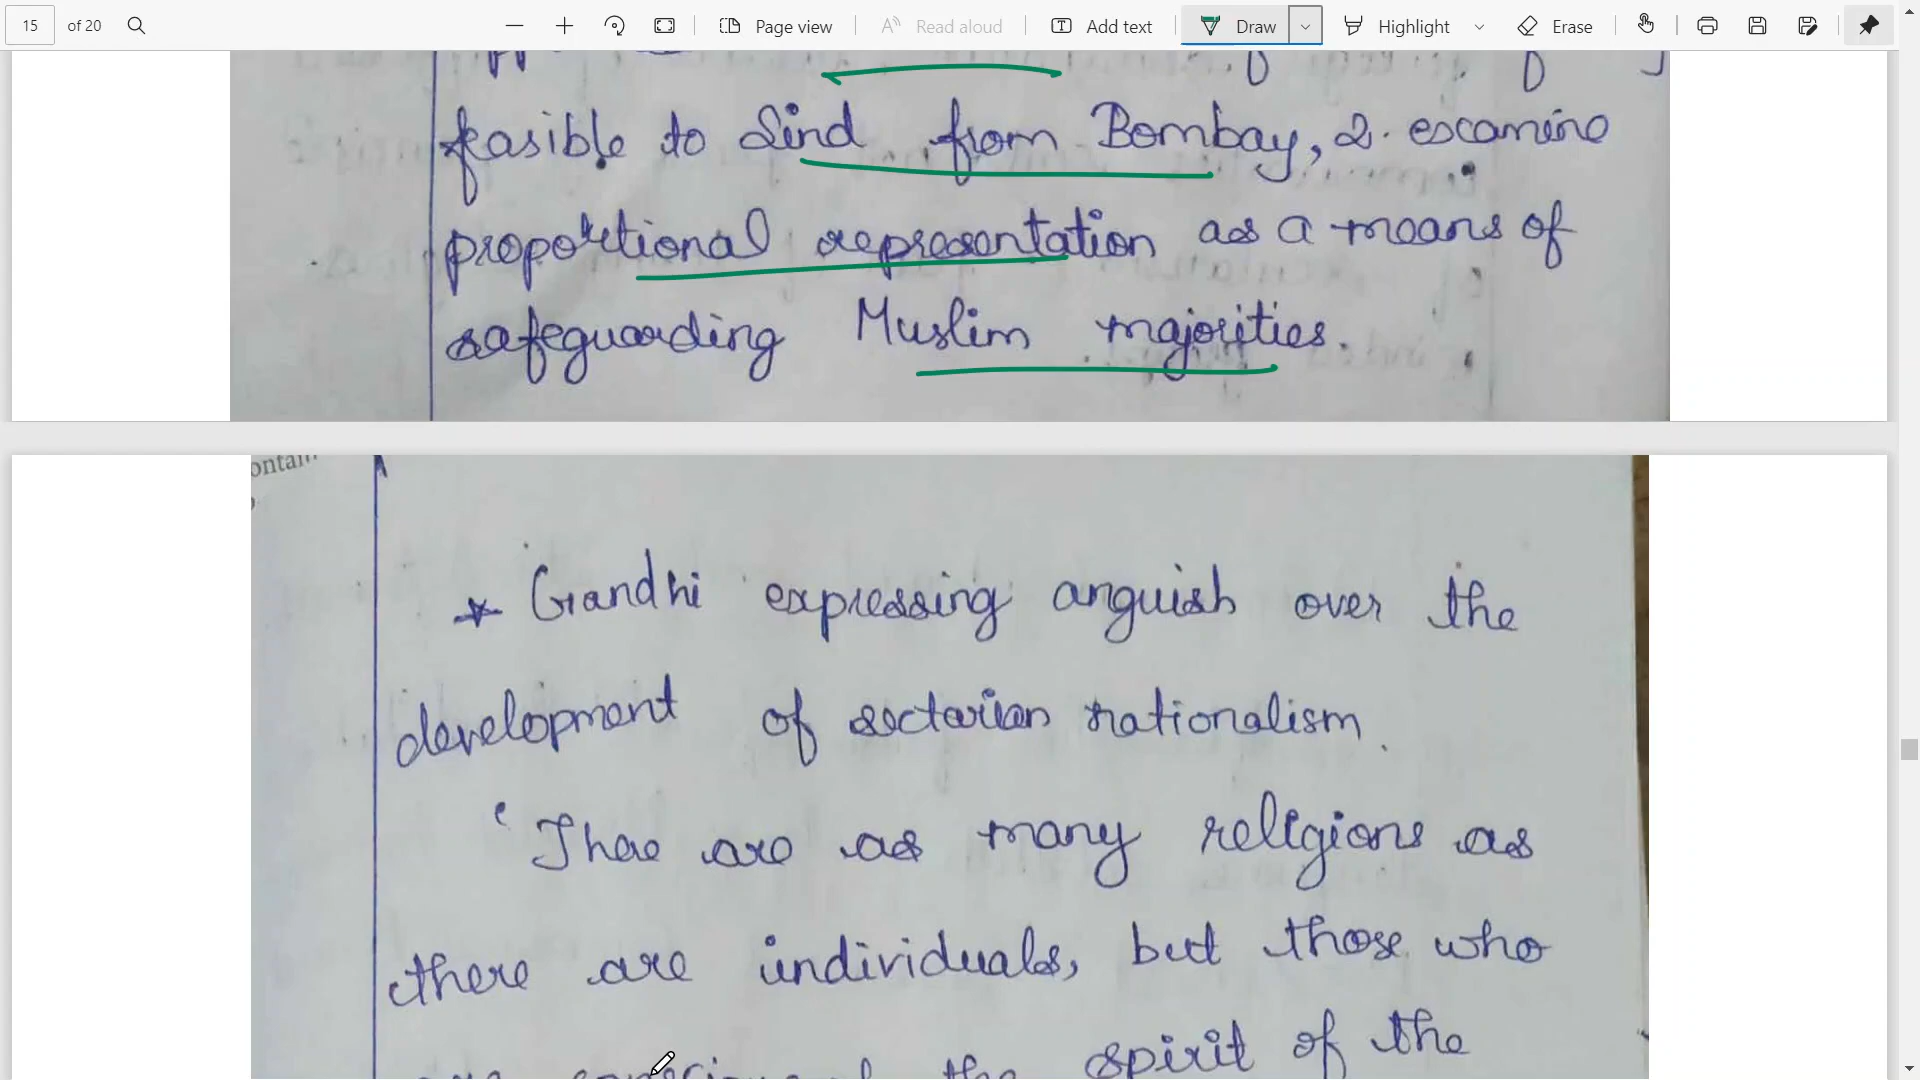 15 of 20 Page view Read aloud Add text Draw Highlight Erase
fasible to Sind from Bombay, 2. escamine
proportional representation as a means of
safeguarding Muslim majorities.
* Gandhi expressing anguish over the
development of sectarian nationalism.
'There are as many religions as
there are individuals, but those who
spirit of the